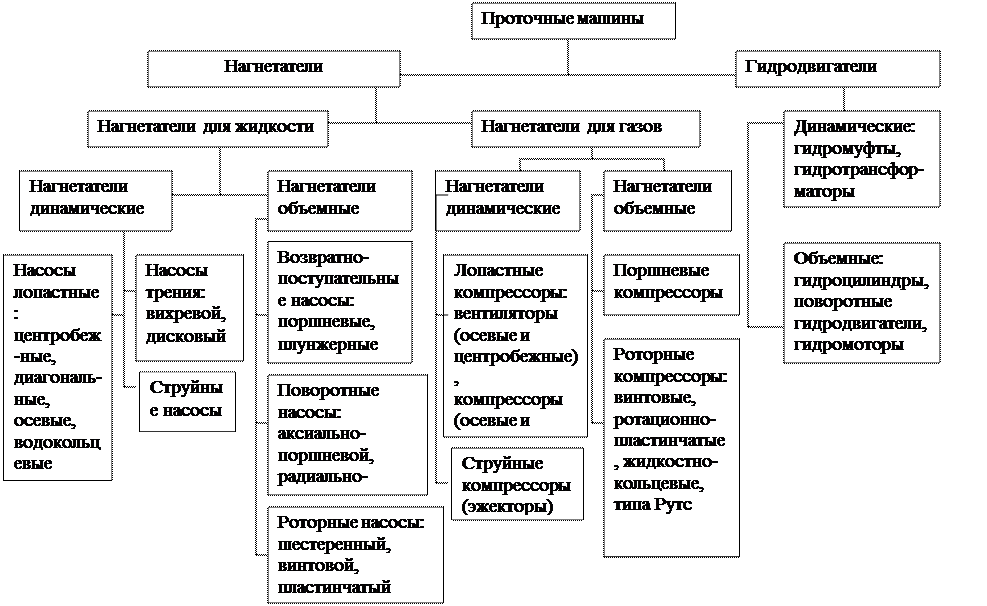 Проточные машины
Нагнетатели
Гидродвигатели
Нагнетатели для жидкости
Нагнетатели для газов
Динамические:
гидромуфты,
гидротрансфор-
маторы
Нагнетатели
динамические
Нагнетатели
объемные
Нагнетатели
динамические
Нагнетатели
объемные
Насосы
лопастные
:
центробеж
-ные,
диагональ-
ные,
осевые,
водокольц
евые
Насосы
трения:
вихревой,
дисковый
Струйны
е насосы
Возвратно-
поступательны
е насосы:
поршневые,
плунжерные
Поворотные
насосы:
аксиально-
поршневой,
радиально-
Роторные насосы:
шестеренный,
винтовой,
пластинчатый
Лопастные
компрессоры:
вентиляторы
(осевые и
центробежные)
,
компрессоры
(осевые и
Струйные
компрессоры
(эжекторы)
Поршневые
компрессоры
Роторные
компрессоры:
винтовые,
ротационно-
пластинчатые
, жидкостно-
кольцевые,
типа Рутс
Объемные:
гидроцилиндры,
поворотные
гидродвигатели,
гидромоторы